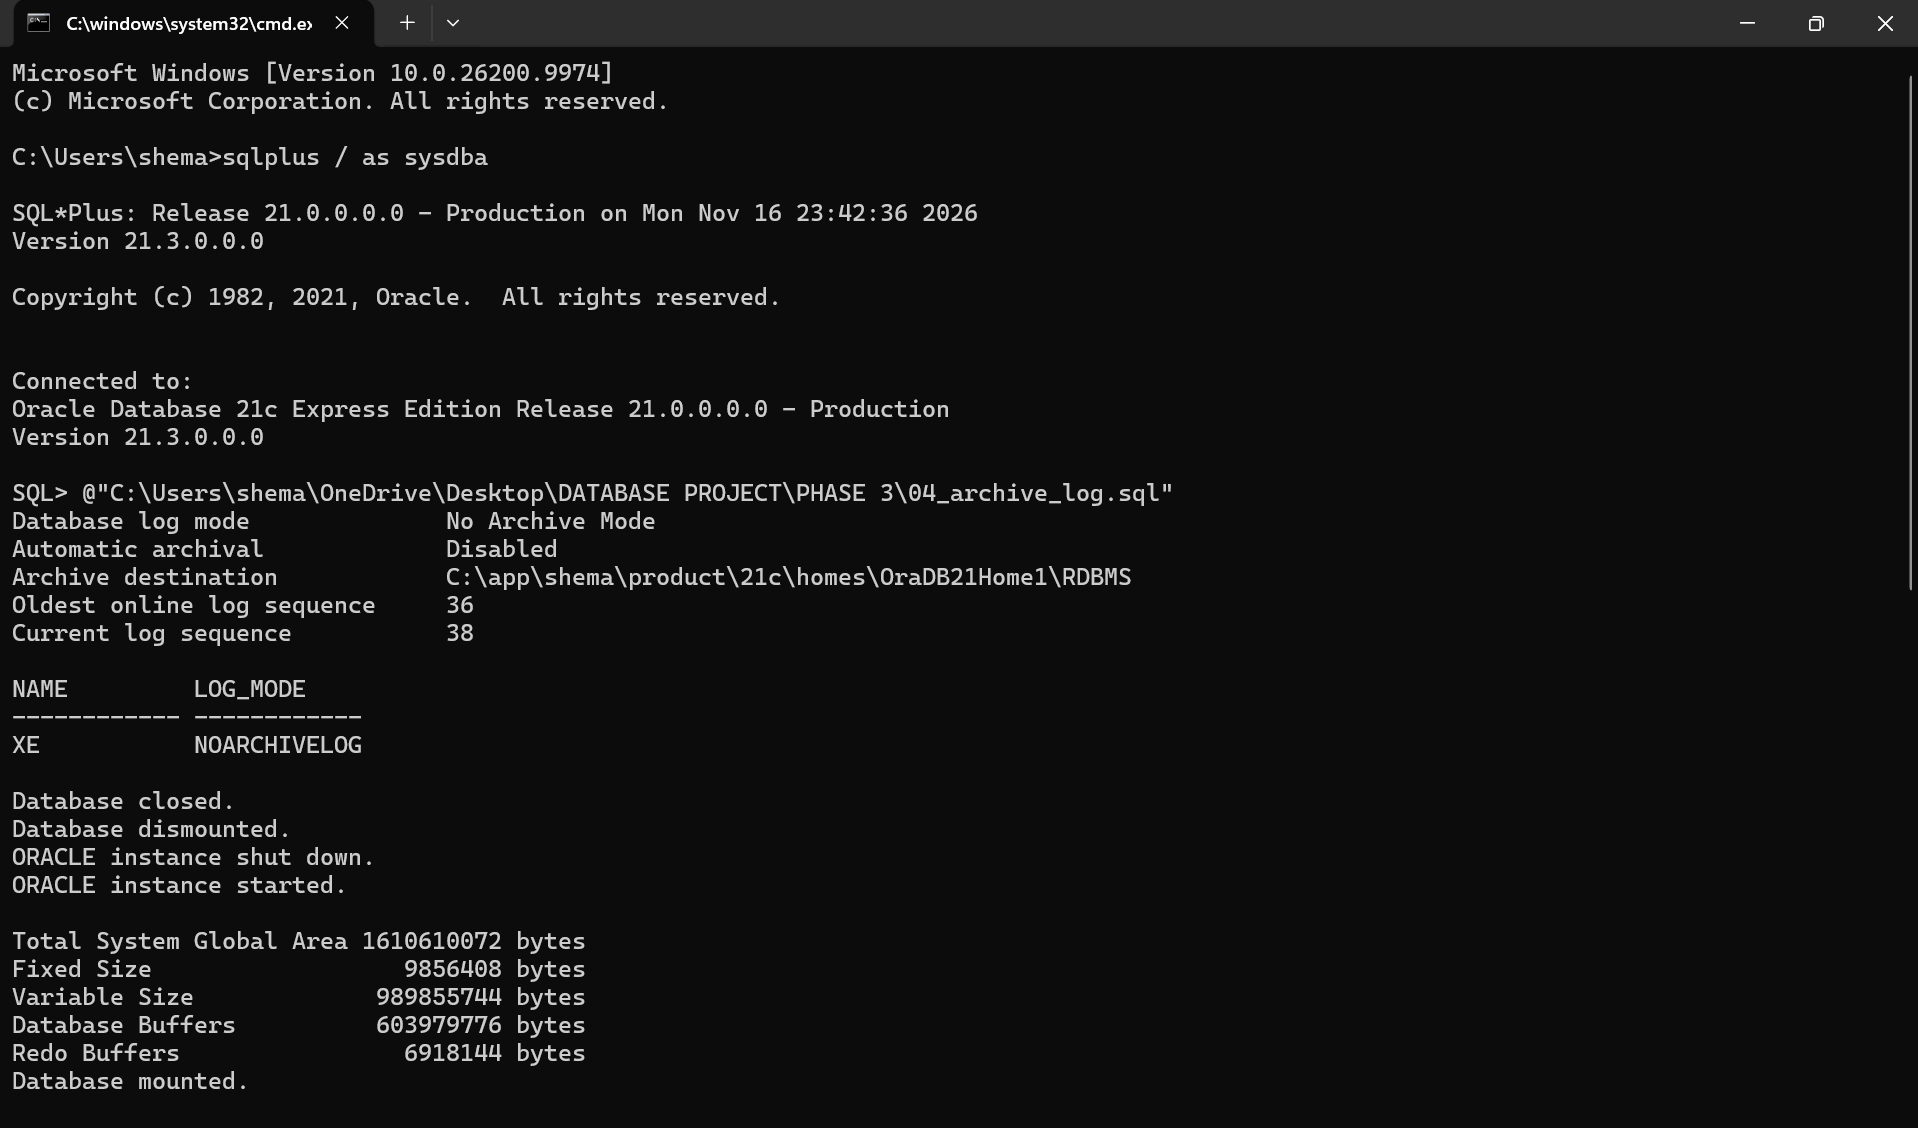 C:\windows\system32\cmd.ex
Microsoft Windows [Version 10.0.26200.9974]
(c) Microsoft Corporation. All rights reserved.
C:\Users\shema>sqlplus / as sysdba
SQL*Plus: Release 21.0.0.0.0 - Production on Mon Nov 16 23:42:36 2026
Version 21.3.0.0.0
Copyright (c) 1982, 2021, Oracle.  All rights reserved.
Connected to:
Oracle Database 21c Express Edition Release 21.0.0.0.0 - Production
Version 21.3.0.0.0
SQL> @"C:\Users\shema\OneDrive\Desktop\DATABASE PROJECT\PHASE 3\04_archive_log.sql"
Database log mode              No Archive Mode
Automatic archival             Disabled
Archive destination            C:\app\shema\product\21c\homes\OraDB21Home1\RDBMS
Oldest online log sequence     36
Current log sequence           38
NAME         LOG_MODE
------------ ------------
XE           NOARCHIVELOG
Database closed.
Database dismounted.
ORACLE instance shut down.
ORACLE instance started.
Total System Global Area 1610610072 bytes
Fixed Size                  9856408 bytes
Variable Size             989855744 bytes
Database Buffers          603979776 bytes
Redo Buffers                6918144 bytes
Database mounted.